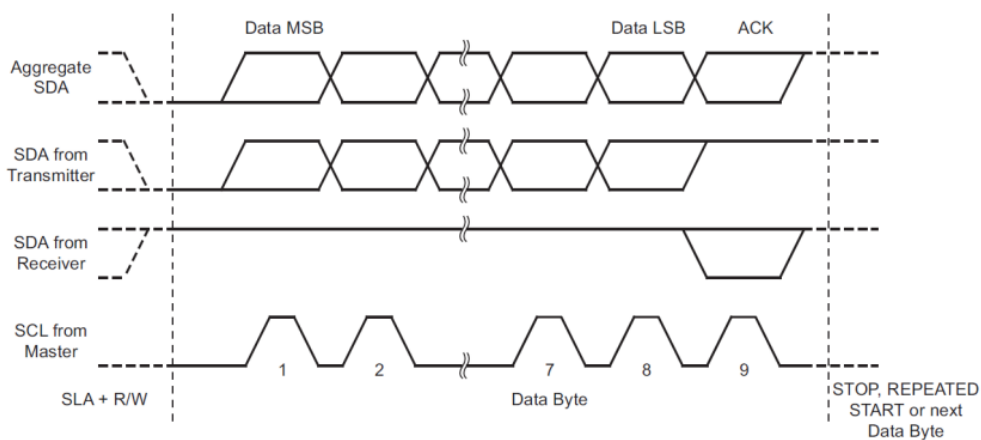 Data MSB
Data LSB
ACK
Aggregate
SDA
SDA from
Transmitter
SDA from
Receiver
SCL from
Master
1
2
7
8
9
SLA + R/W
Data Byte
STOP, REPEATED
START or next
Data Byte